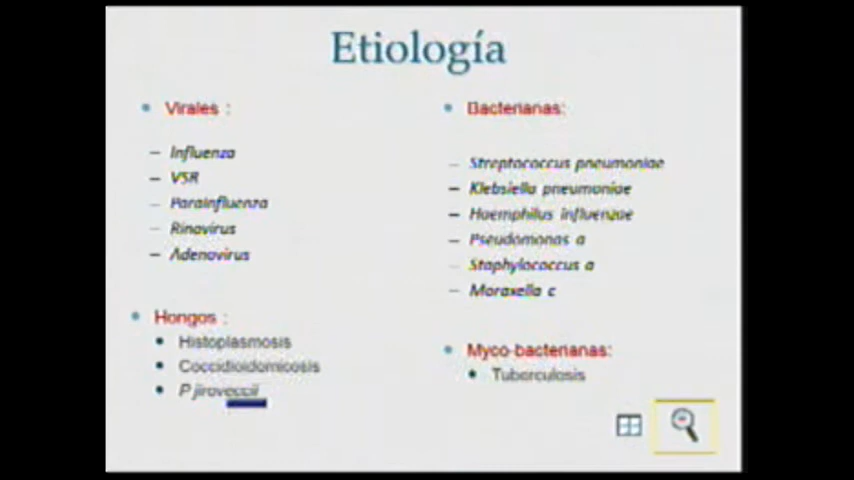 Etiología
Virales :
Influenza
VSR
Parainfluenza
Rinovirus
Adenovirus
Hongos :
Histoplasmosis
Coccidioidomicosis
P jirovecii
Bacterianas:
Streptococcus pneumoniae
Klebsiella pneumoniae
Haemphilus influenzae
Pseudomonas a
Staphylococcus a
Moraxella c
Myco-bacterianas:
Tuberculosis